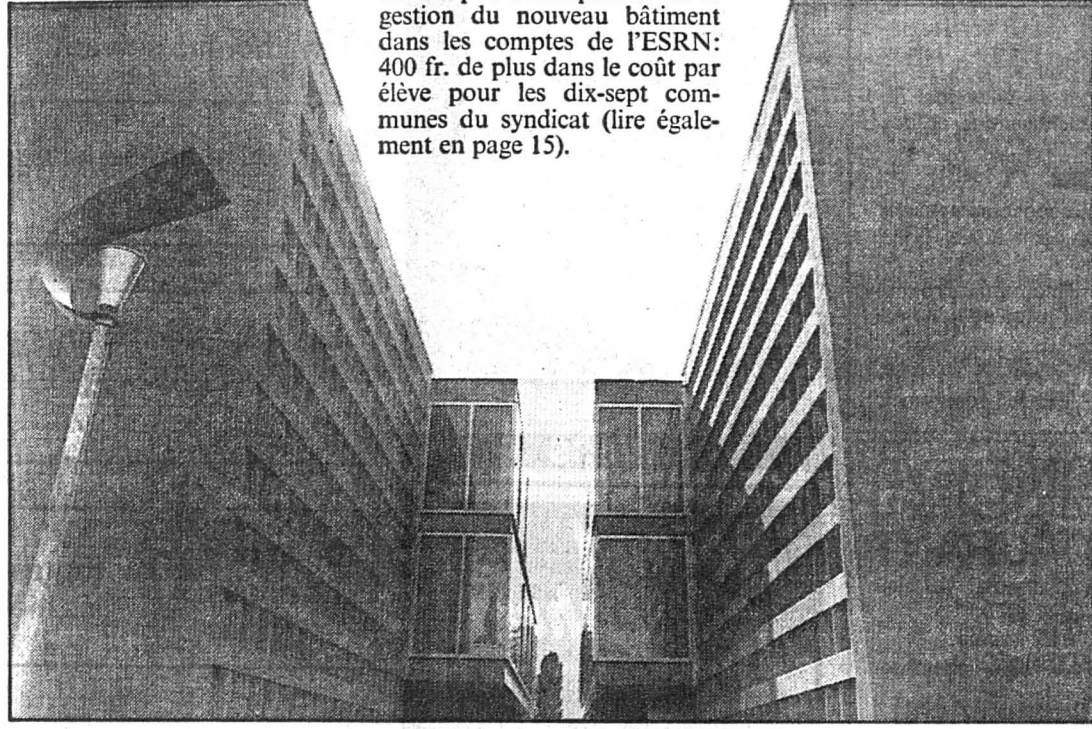 gestion du nouveau bâtiment
dans les comptes de l'ESRN:
400 fr. de plus dans le coût par
élève pour les dix-sept com-
munes du syndicat (lire égale-
ment en page 15).